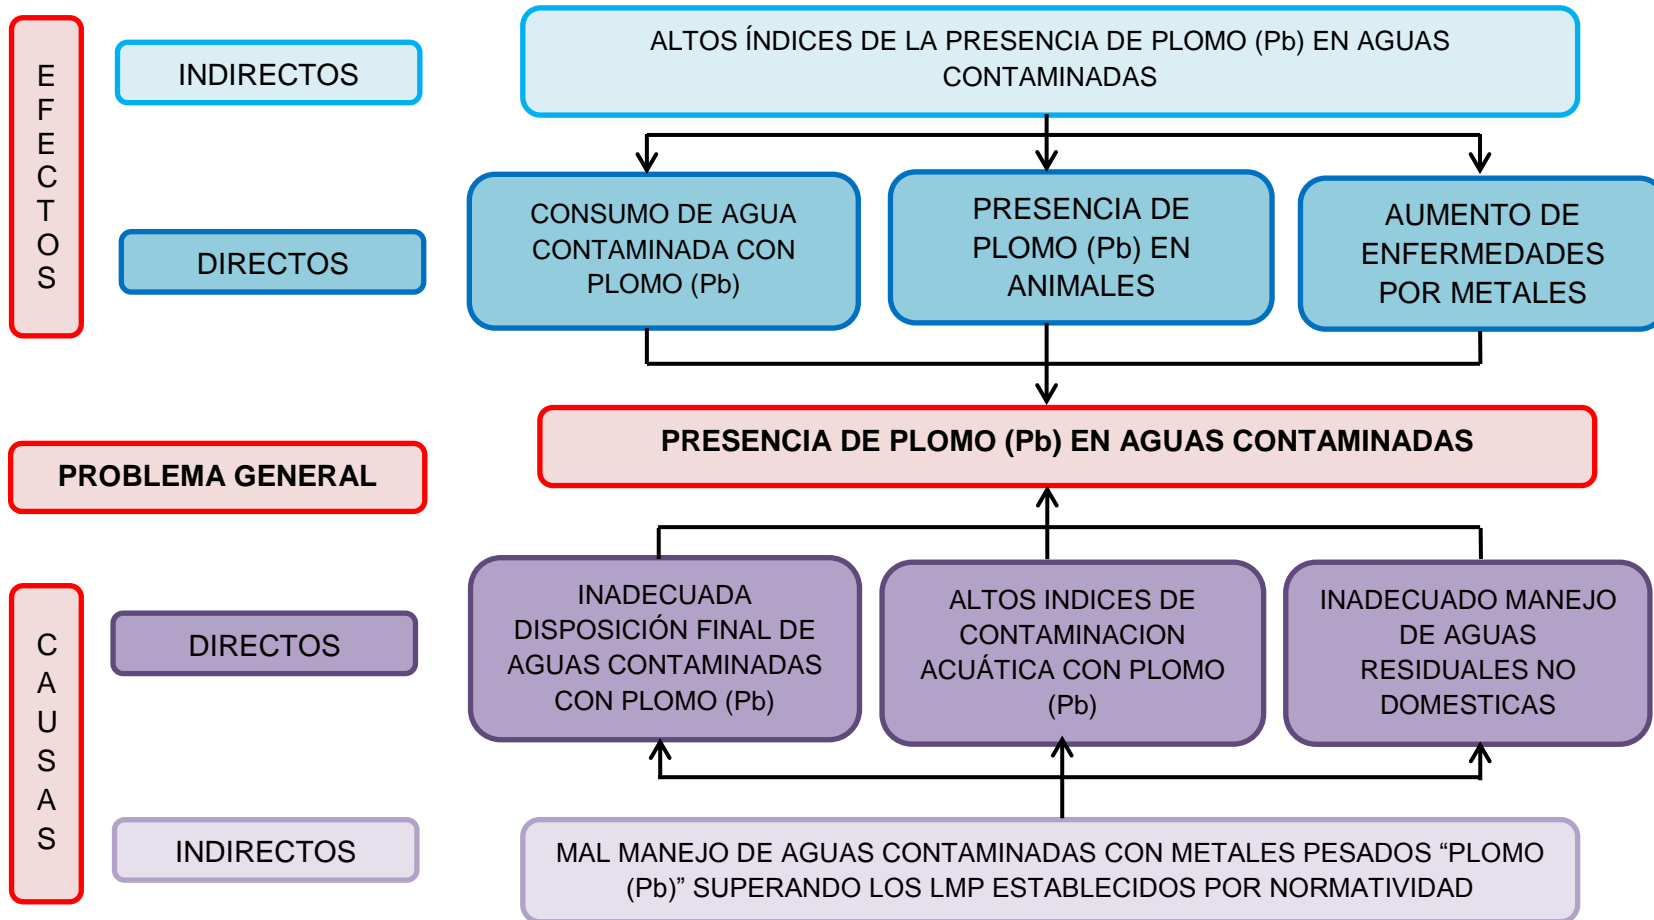 EFECTOS
INDIRECTOS
ALTOS ÍNDICES DE LA PRESENCIA DE PLOMO (Pb) EN AGUAS
CONTAMINADAS
DIRECTOS
CONSUMO DE AGUA
CONTAMINADA CON
PLOMO (Pb)
PRESENCIA DE
PLOMO (Pb) EN
ANIMALES
AUMENTO DE
ENFERMEDADES
POR METALES
PROBLEMA GENERAL
PRESENCIA DE PLOMO (Pb) EN AGUAS CONTAMINADAS
CAUSAS
DIRECTOS
INADECUADA
DISPOSICIÓN FINAL DE
AGUAS CONTAMINADAS
CON PLOMO (Pb)
ALTOS INDICES DE
CONTAMINACION
ACUÁTICA CON PLOMO
(Pb)
INADECUADO MANEJO
DE AGUAS
RESIDUALES NO
DOMESTICAS
INDIRECTOS
MAL MANEJO DE AGUAS CONTAMINADAS CON METALES PESADOS “PLOMO
(Pb)” SUPERANDO LOS LMP ESTABLECIDOS POR NORMATIVIDAD